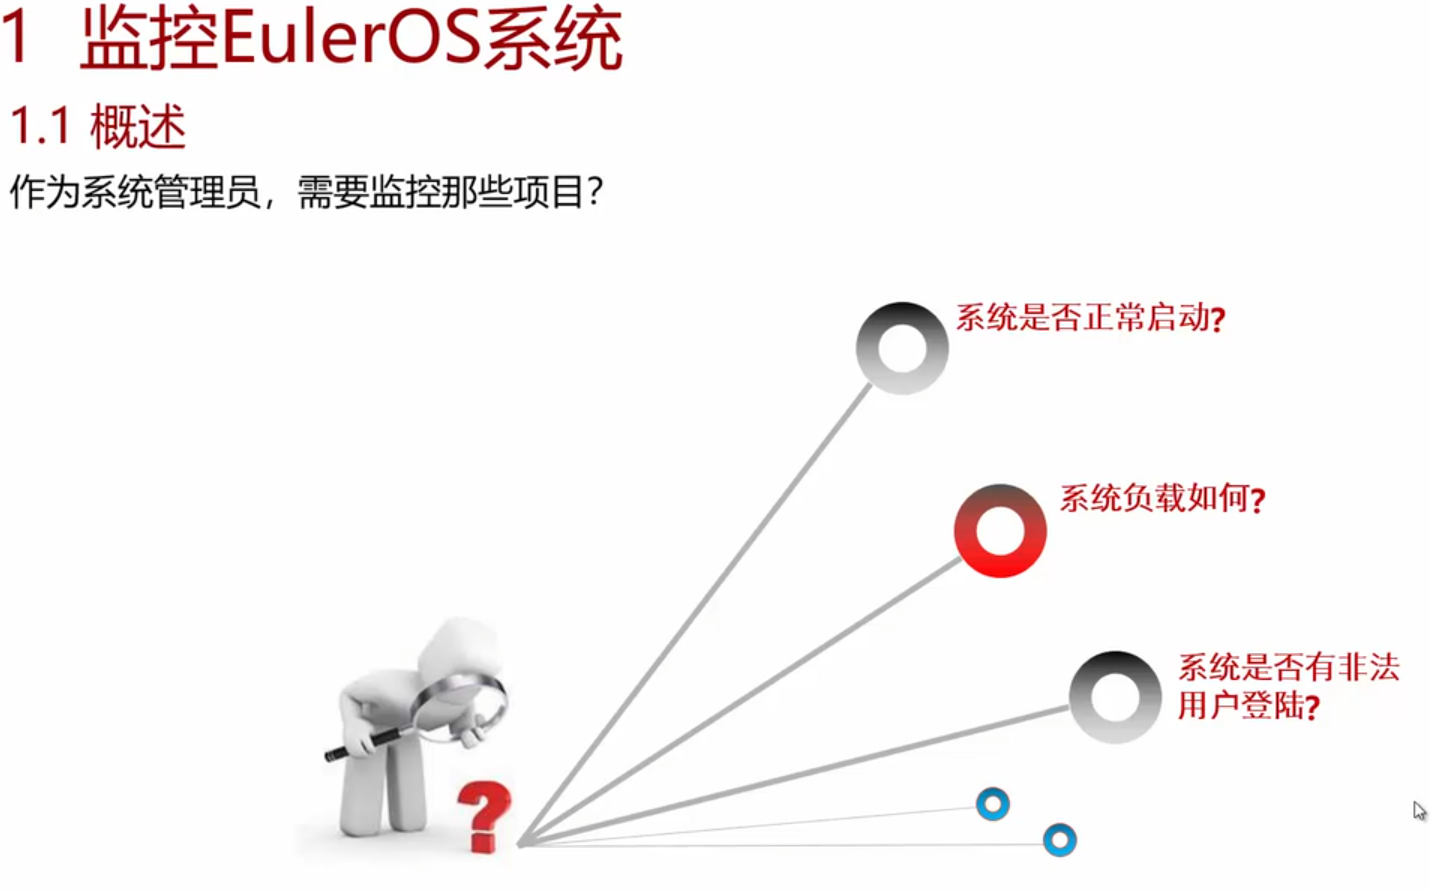 1 监控EulerOS系统
1.1 概述
作为系统管理员，需要监控那些项目？
系统是否正常启动?
系统负载如何?
系统是否有非法
用户登陆?
?